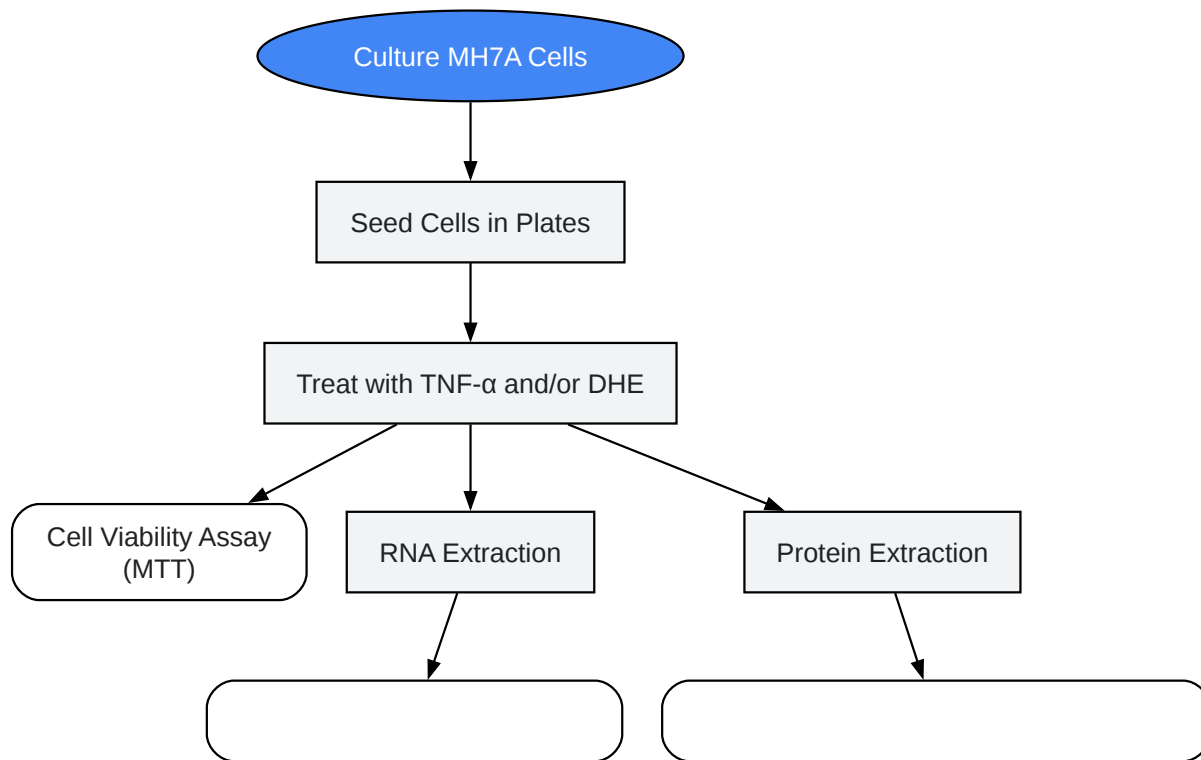 Culture MH7A Cells
Seed Cells in Plates
Treat with TNF-α and/or DHE
Cell Viability Assay
(MTT)
RNA Extraction
Protein Extraction